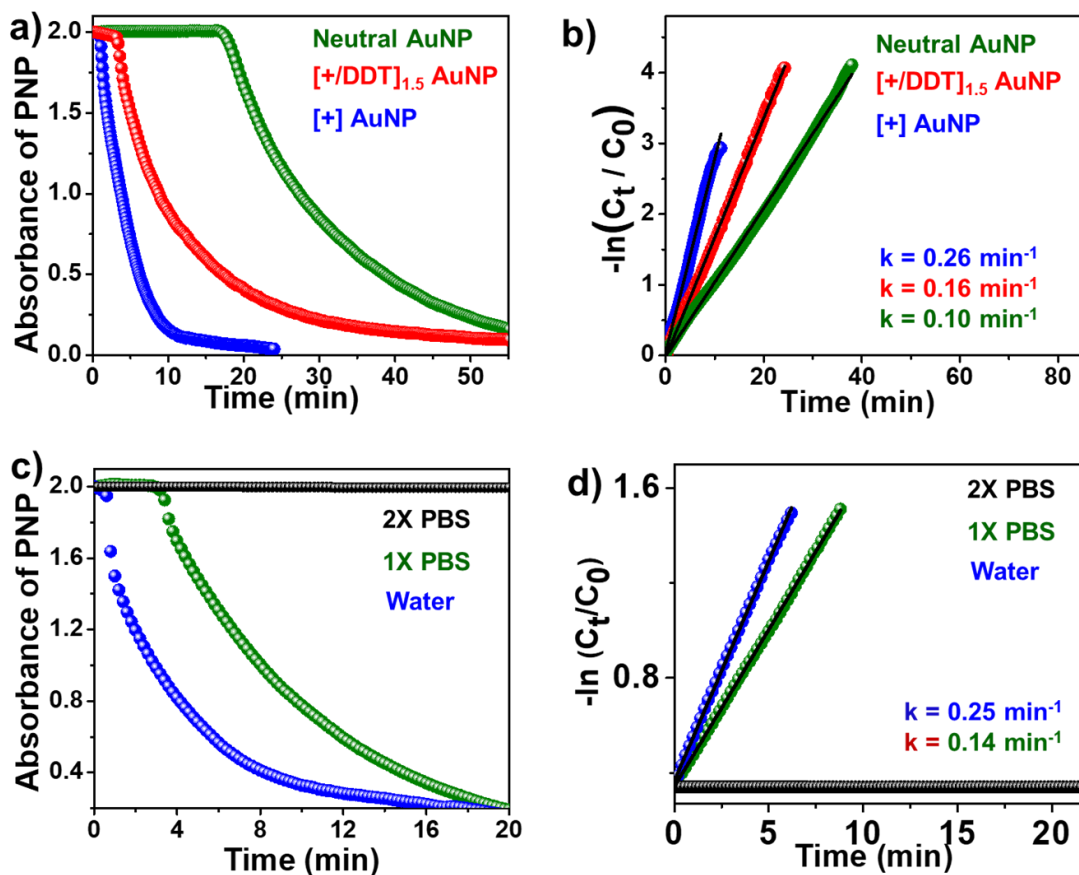 a)
Absorbance of PNP
2.0
1.5
1.0
0.5
0.0
Neutral AuNP
[+/DDT]1.5 AuNP
[+] AuNP
0 10 20 30 40 50
Time (min)
b)
-ln(Ct / C0)
4
3
2
1
0
Neutral AuNP
[+/DDT]1.5 AuNP
[+] AuNP
k = 0.26 min-1
k = 0.16 min-1
k = 0.10 min-1
0 20 40 60 80
Time (min)
c)
Absorbance of PNP
2.0
1.6
1.2
0.8
0.4
2X PBS
1X PBS
Water
0 4 8 12 16 20
Time (min)
d)
-ln (Ct/C0)
1.6
0.8
2X PBS
1X PBS
Water
k = 0.25 min-1
k = 0.14 min-1
0 5 10 15 20
Time (min)